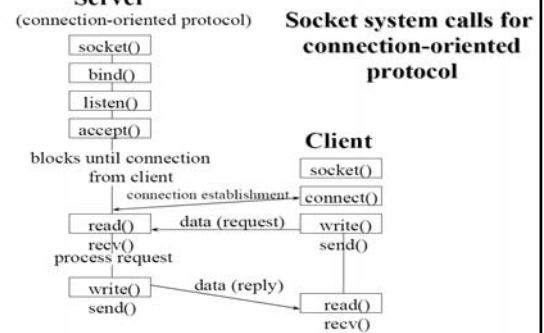 Server
(connection-oriented protocol)
Socket system calls for
connection-oriented
protocol
socket()
bind()
listen()
accept()
blocks until connection
from client
Client
socket()
connection establishment
connect()
read()
recv()
data (request)
write()
send()
process request
write()
send()
data (reply)
read()
recv()